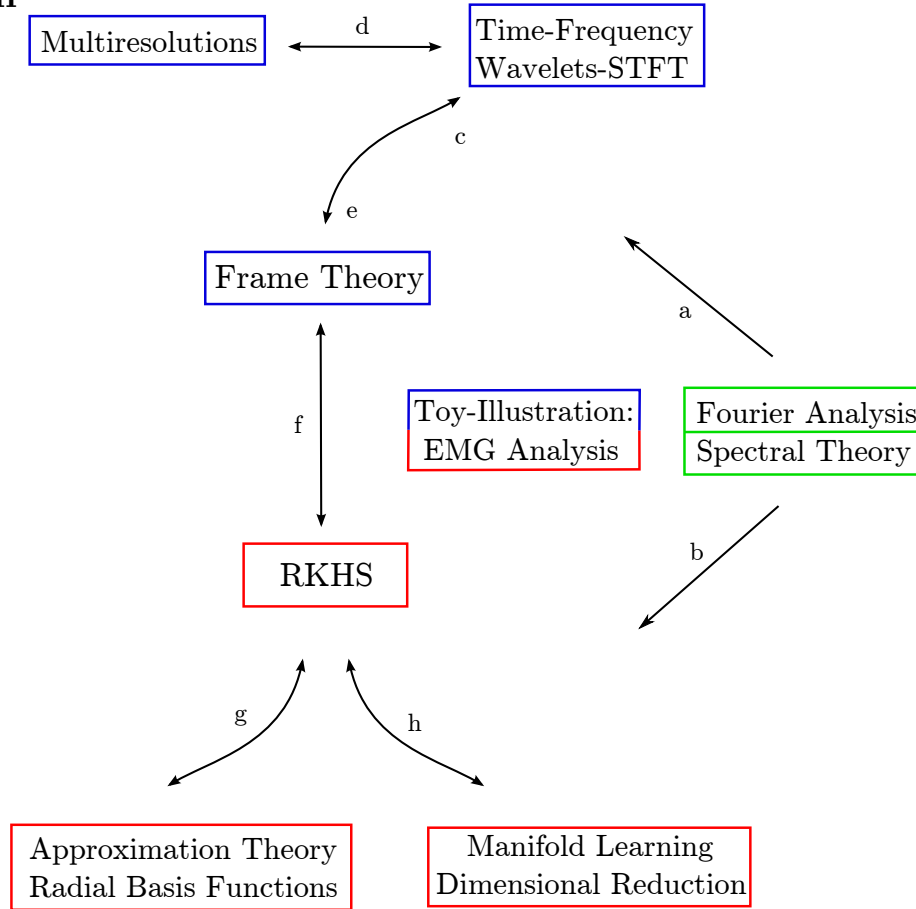 d
Multiresolutions
Time-Frequency
Wavelets-STFT
c
e
Frame Theory
a
f
Toy-Illustration:
EMG Analysis
Fourier Analysis
Spectral Theory
b
RKHS
g
h
Approximation Theory
Radial Basis Functions
Manifold Learning
Dimensional Reduction